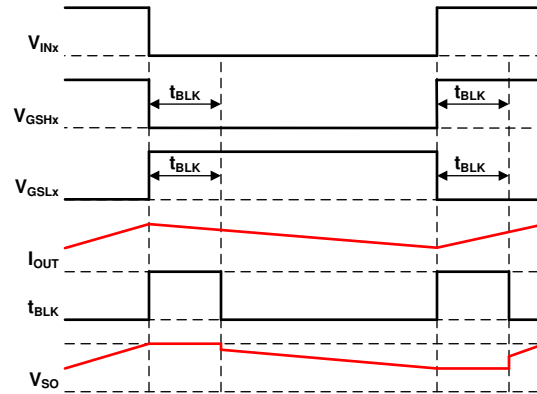 V_INx
t_BLK t_BLK
V_GSHx
t_BLK t_BLK
V_GSLx
I_OUT
t_BLK
V_SO